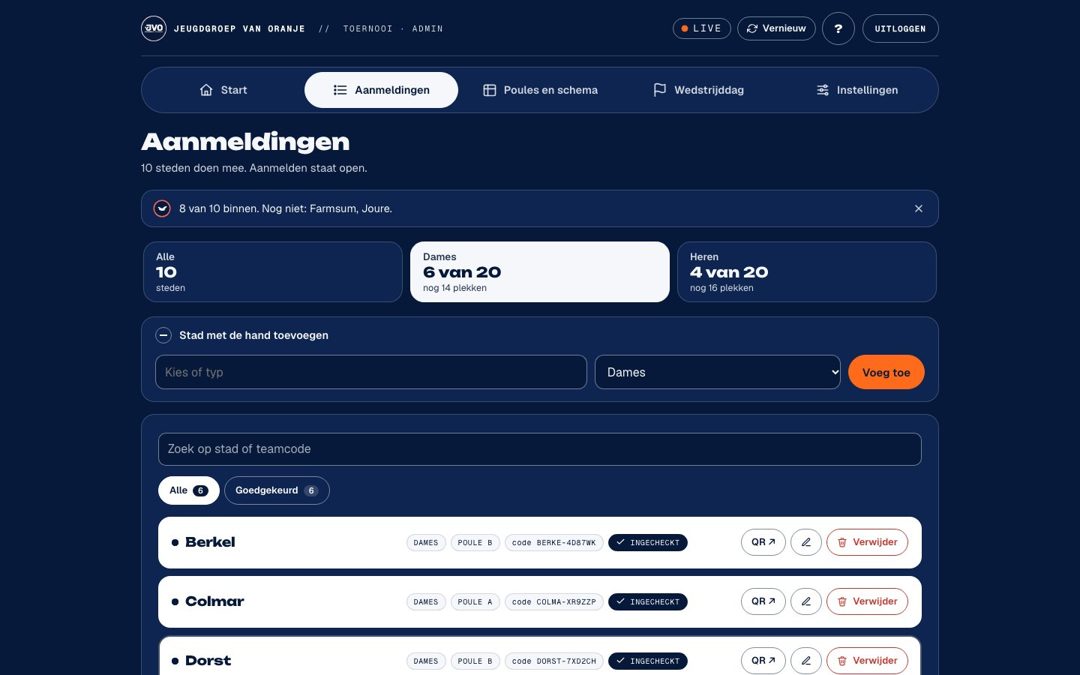 JVO JEUGDGROEP VAN ORANJE // TOERNOOI · ADMIN
LIVE
Vernieuw
?
UITLOGGEN
Start
Aanmeldingen
Poules en schema
Wedstrijddag
Instellingen
Aanmeldingen
10 steden doen mee. Aanmelden staat open.
8 van 10 binnen. Nog niet: Farmsum, Joure.
Alle
10
steden
Dames
6 van 20
nog 14 plekken
Heren
4 van 20
nog 16 plekken
Stad met de hand toevoegen
Kies of typ
Dames
Voeg toe
Zoek op stad of teamcode
Alle 6
Goedgekeurd 6
Berkel DAMES POULE B code BERKE-4D87WK ✓ INGECHECKT QR↗ Verwijder
Colmar DAMES POULE A code COLMA-XR9ZZP ✓ INGECHECKT QR↗ Verwijder
Dorst DAMES POULE B code DORST-7XD2CH ✓ INGECHECKT QR↗ Verwijder